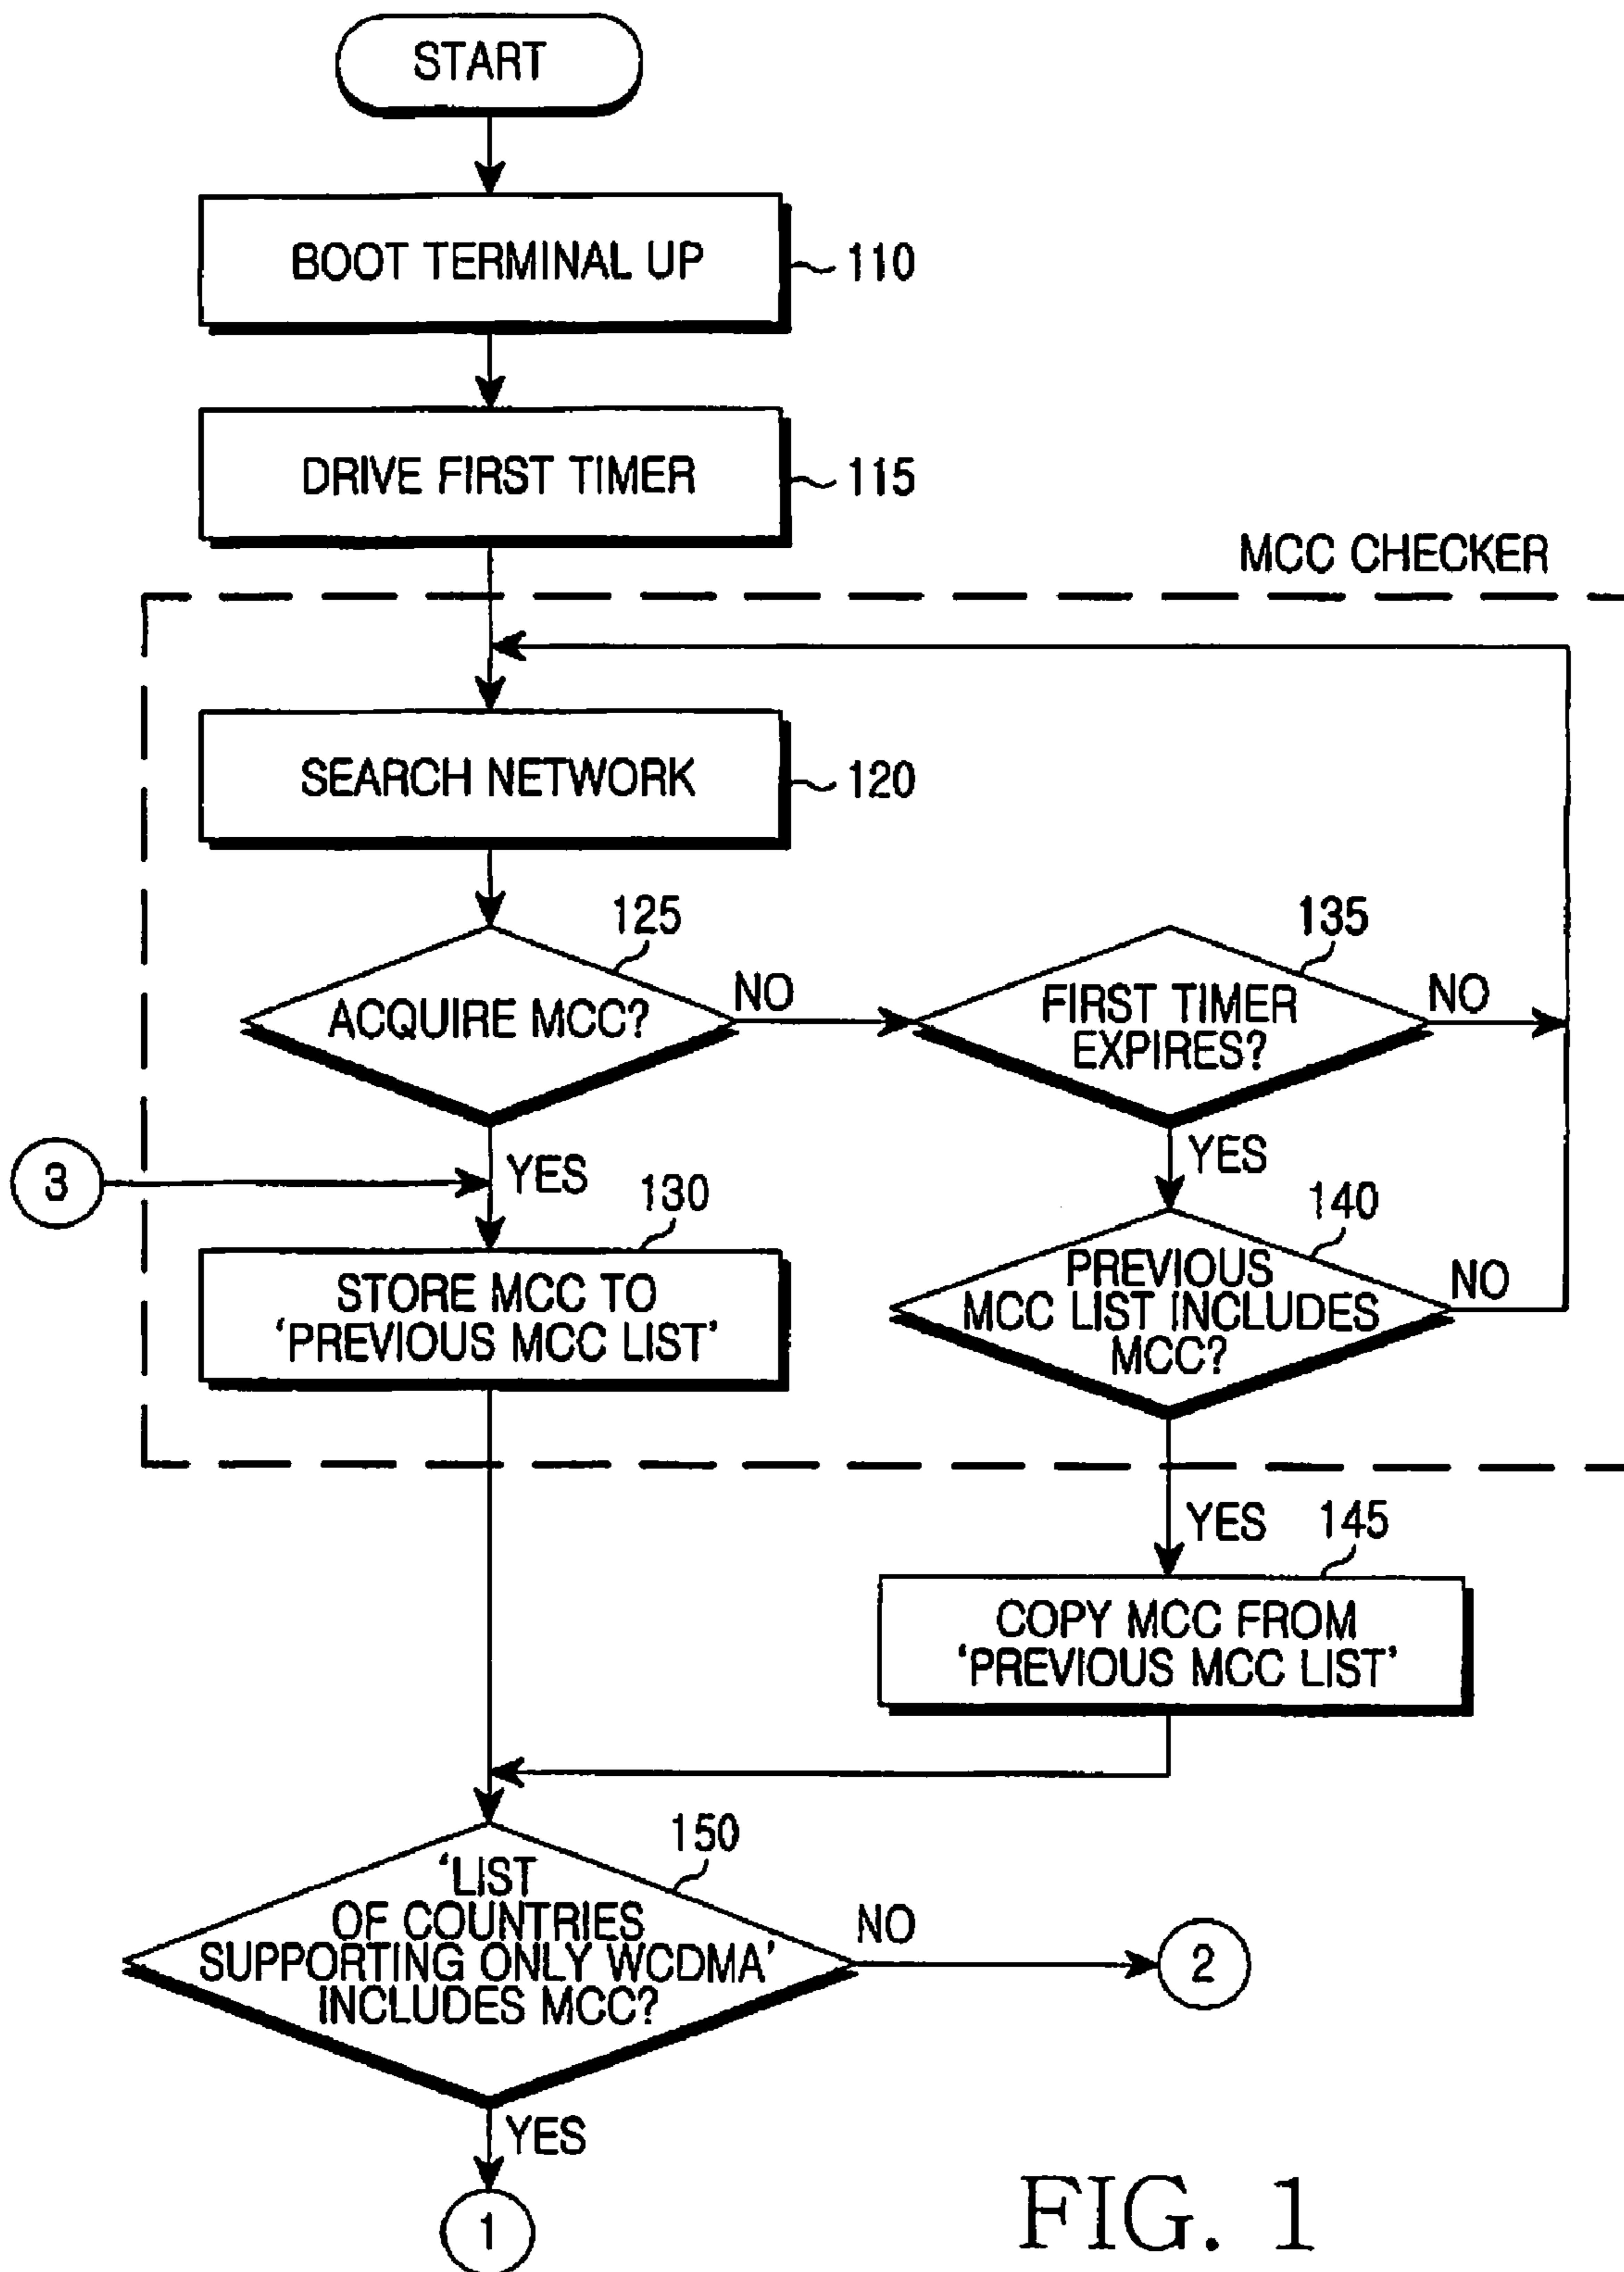 START
BOOT TERMINAL UP
110
DRIVE FIRST TIMER
115
MCC CHECKER
SEARCH NETWORK
120
125
ACQUIRE MCC?
NO
135
FIRST TIMER
EXPIRES?
NO
3
YES
YES
130
STORE MCC TO
'PREVIOUS MCC LIST'
140
PREVIOUS
MCC LIST INCLUDES
MCC?
NO
YES
145
COPY MCC FROM
'PREVIOUS MCC LIST'
150
'LIST
OF COUNTRIES
SUPPORTING ONLY WCDMA'
INCLUDES MCC?
NO
2
YES
1
FIG. 1